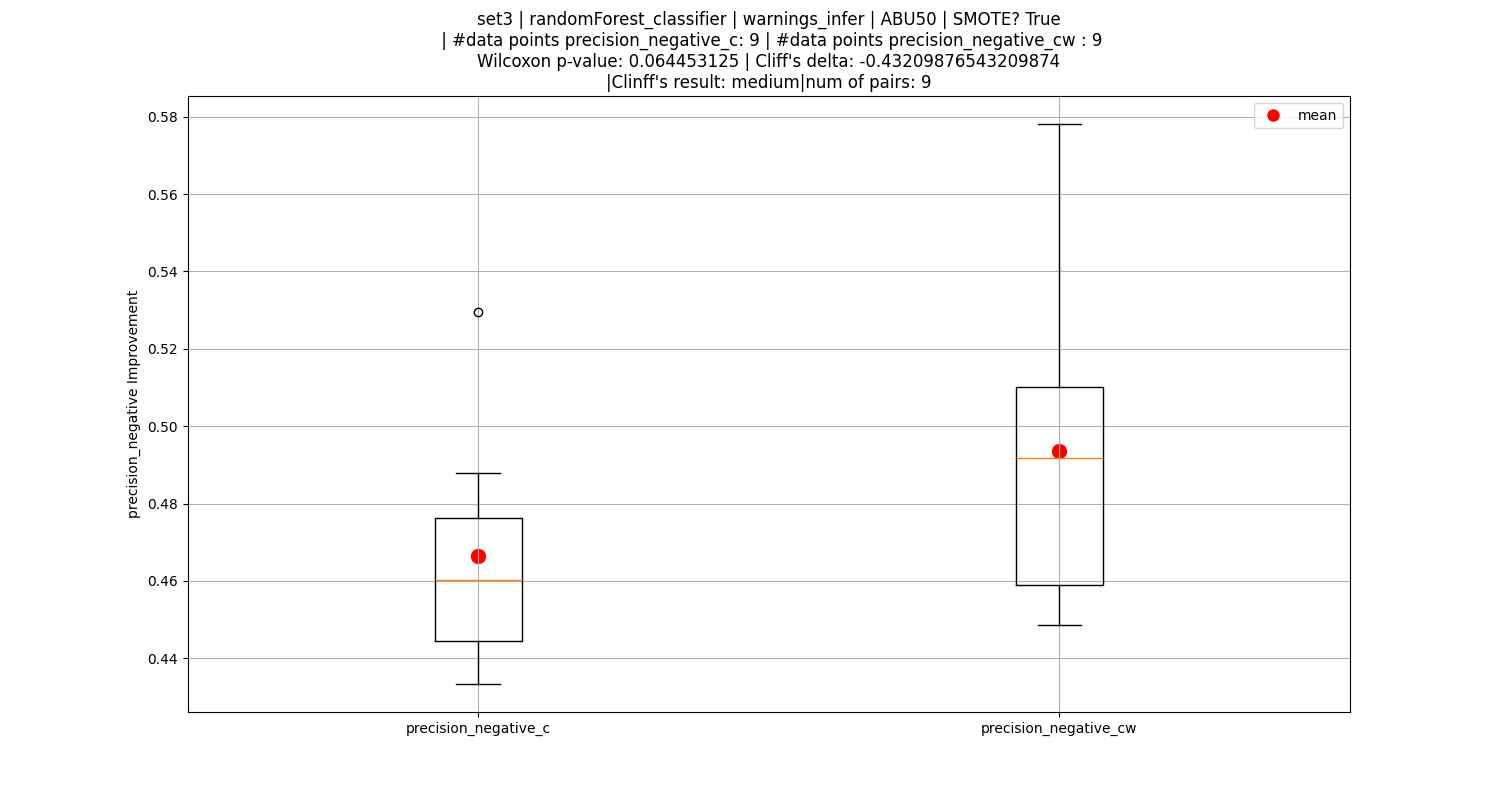 set3 | randomForest_classifier | warnings_infer | ABU50 | SMOTE? True
| #data points precision_negative_c: 9 | #data points precision_negative_cw : 9
Wilcoxon p-value: 0.064453125 | Cliff's delta: -0.43209876543209874
|Clinff's result: medium|num of pairs: 9
mean
0.58
0.56
0.54
0.52
0.50
0.48
0.46
0.44
precision_negative Improvement
precision_negative_c
precision_negative_cw